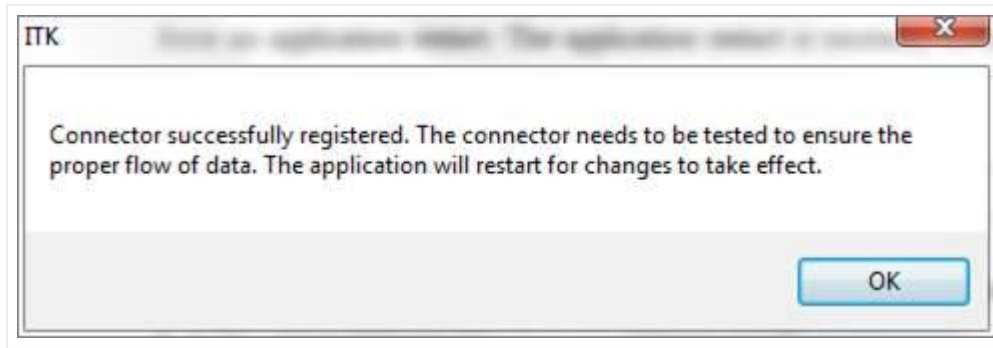 ITK
Connector successfully registered. The connector needs to be tested to ensure the
proper flow of data. The application will restart for changes to take effect.
OK